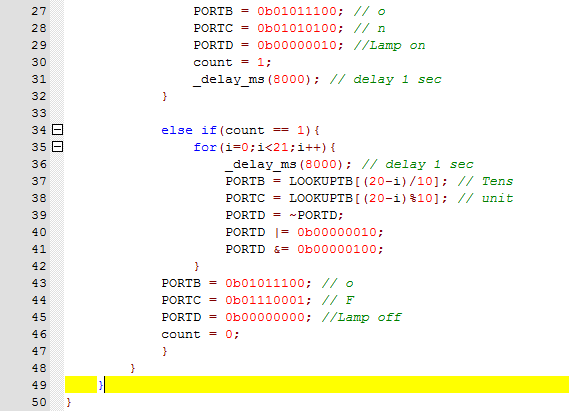 27 PORTB = 0b01011100; // o
28 PORTC = 0b01010100; // n
29 PORTD = 0b00000010; //Lamp on
30 count = 1;
31 _delay_ms(8000); // delay 1 sec
32 }
33
34 else if(count == 1){
35 for(i=0;i<21;i++){
36 _delay_ms(8000); // delay 1 sec
37 PORTB = LOOKUPTB[(20-i)/10]; // Tens
38 PORTC = LOOKUPTB[(20-i)%10]; // unit
39 PORTD = ~PORTD;
40 PORTD |= 0b00000010;
41 PORTD &= 0b00000100;
42 }
43 PORTB = 0b01011100; // o
44 PORTC = 0b01110001; // F
45 PORTD = 0b00000000; //Lamp off
46 count = 0;
47 }
48 }
49 }
50 }